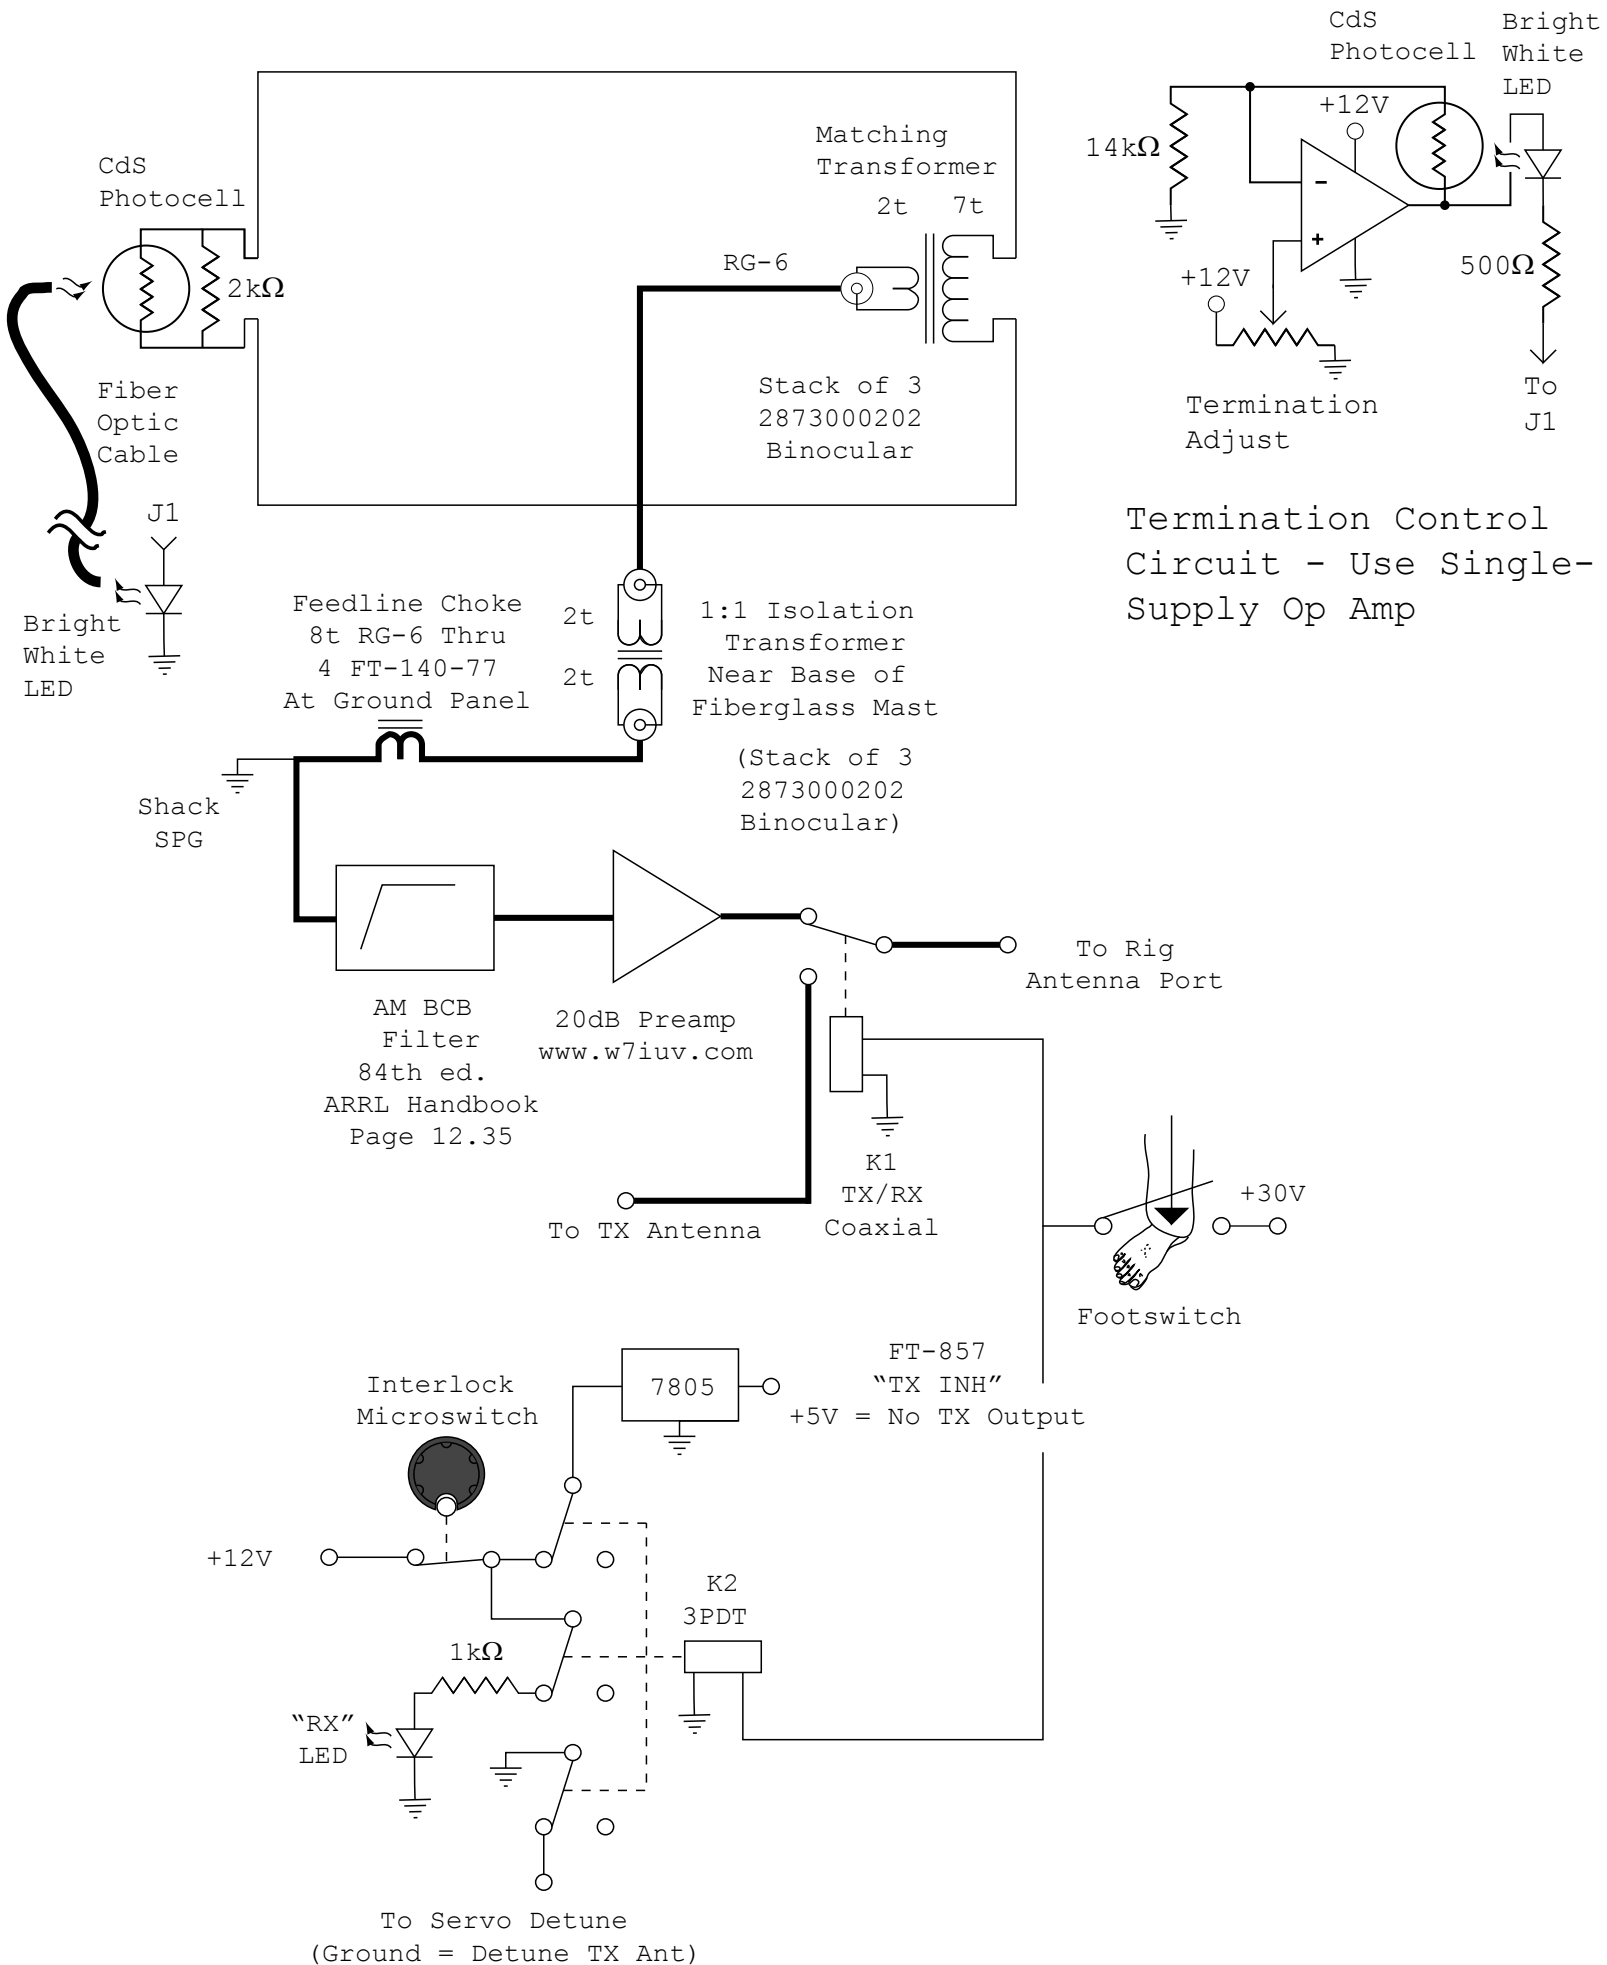 CdS
Photocell
Bright
White
LED
+12V
14kΩ
−
+
+12V
500Ω
Termination
Adjust
To
J1
Termination Control
Circuit - Use Single-
Supply Op Amp
Matching
Transformer
2t
7t
CdS
Photocell
2kΩ
RG-6
Stack of 3
2873000202
Binocular
Fiber
Optic
Cable
J1
Bright
White
LED
Feedline Choke
8t RG-6 Thru
4 FT-140-77
At Ground Panel
2t
2t
1:1 Isolation
Transformer
Near Base of
Fiberglass Mast
(Stack of 3
2873000202
Binocular)
Shack
SPG
AM BCB
Filter
84th ed.
ARRL Handbook
Page 12.35
20dB Preamp
www.w7iuv.com
To Rig
Antenna Port
K1
TX/RX
Coaxial
To TX Antenna
+30V
Footswitch
FT-857
“TX INH”
+5V = No TX Output
7805
Interlock
Microswitch
+12V
K2
3PDT
1kΩ
“RX”
LED
To Servo Detune
(Ground = Detune TX Ant)